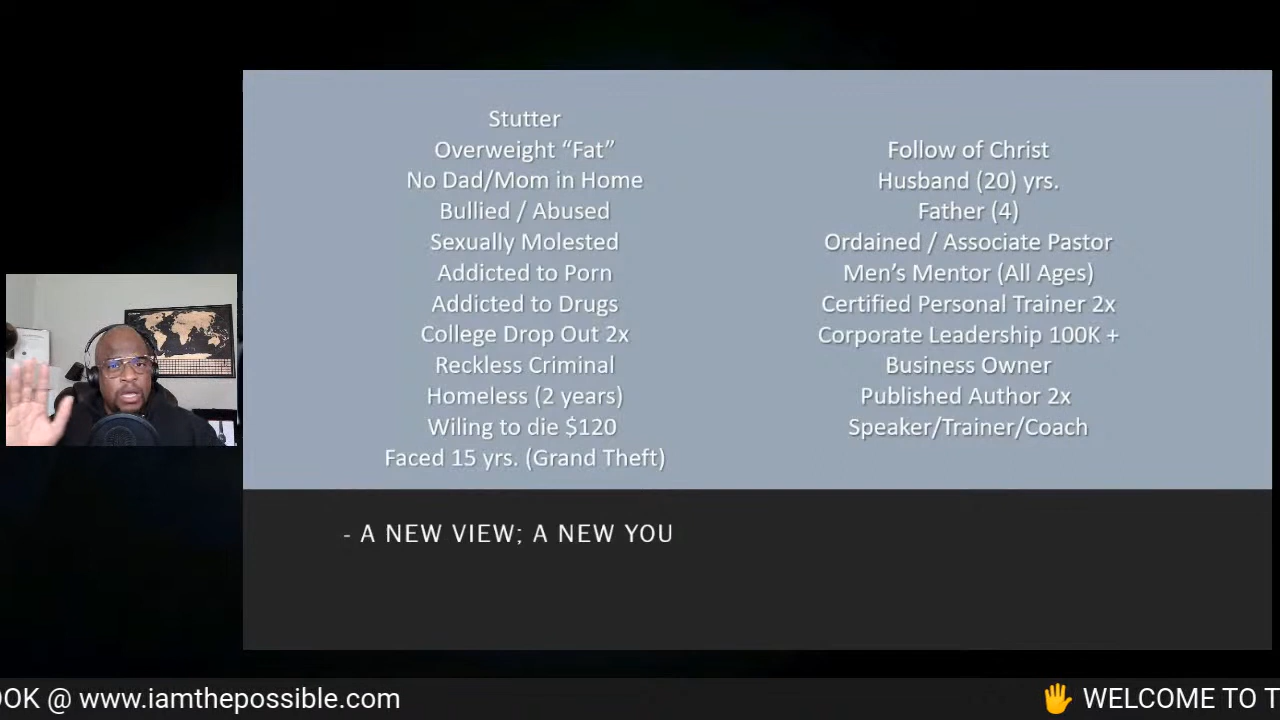 Stutter
Overweight “Fat”
No Dad/Mom in Home
Bullied / Abused
Sexually Molested
Addicted to Porn
Addicted to Drugs
College Drop Out 2x
Reckless Criminal
Homeless (2 years)
Wiling to die $120
Faced 15 yrs. (Grand Theft)
Follow of Christ
Husband (20) yrs.
Father (4)
Ordained / Associate Pastor
Men’s Mentor (All Ages)
Certified Personal Trainer 2x
Corporate Leadership 100K +
Business Owner
Published Author 2x
Speaker/Trainer/Coach
- A NEW VIEW; A NEW YOU
OOK @ www.iamthepossible.com
🖐 WELCOME TO T